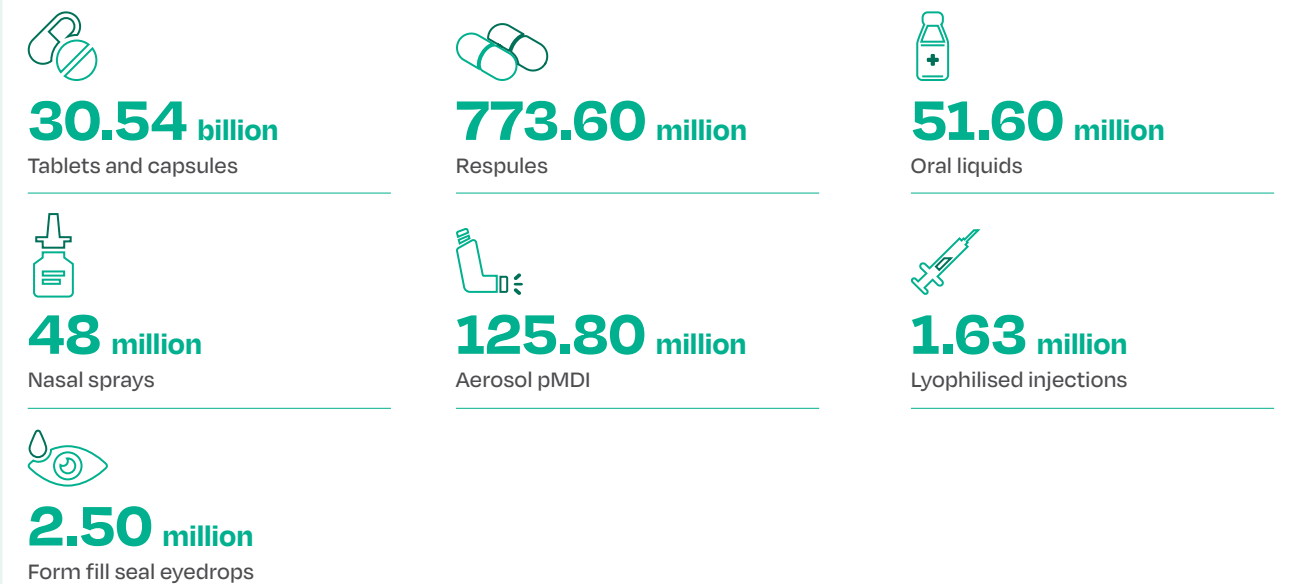 30.54 billion
Tablets and capsules
773.60 million
Respules
51.60 million
Oral liquids
48 million
Nasal sprays
125.80 million
Aerosol pMDI
1.63 million
Lyophilised injections
2.50 million
Form fill seal eyedrops